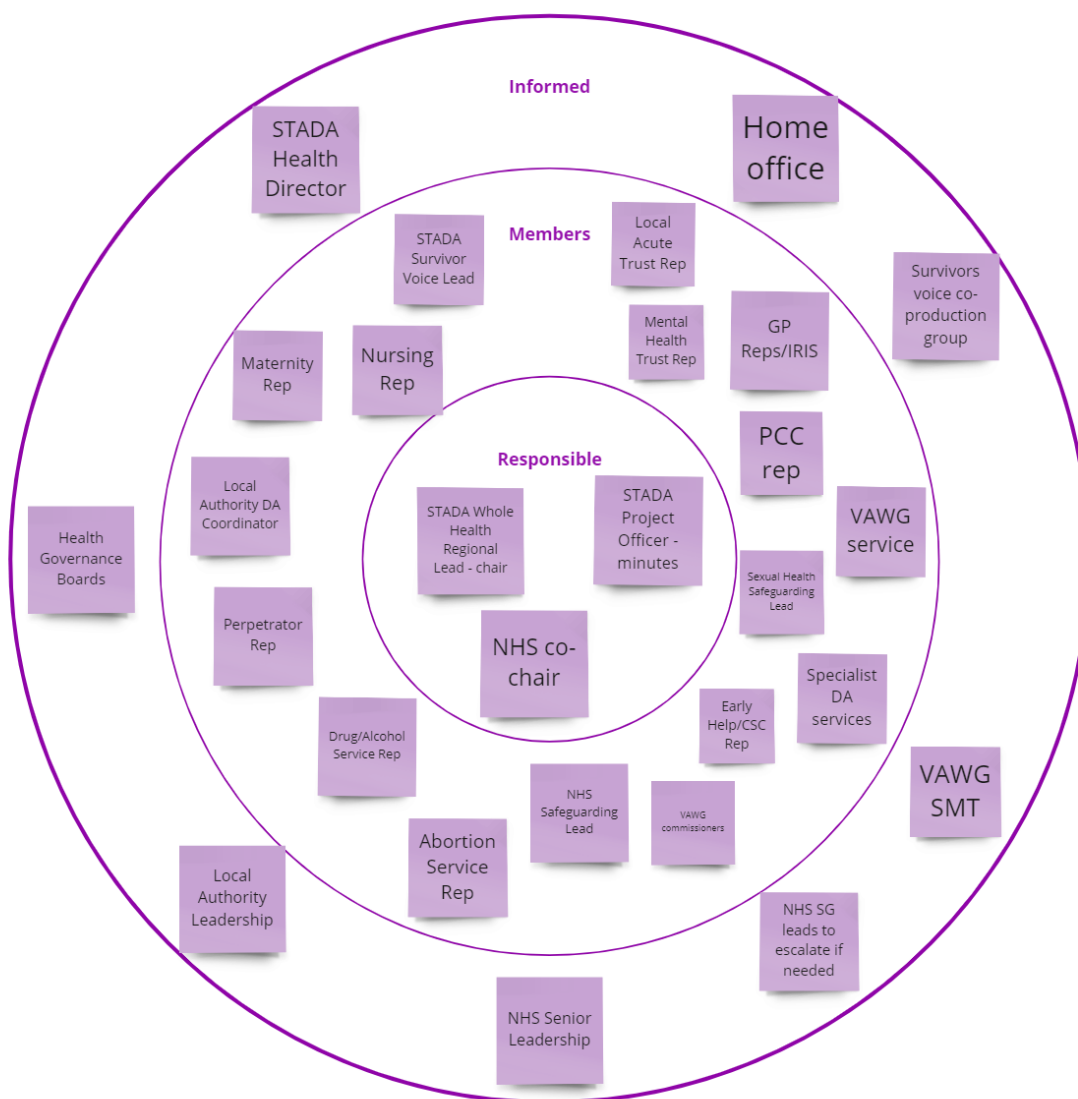 Informed
STADA
Health
Director
Home
office
Members
STADA
Survivor
Voice Lead
Local
Acute
Trust Rep
Survivors
voice co-
production
group
Mental
Health
Trust Rep
GP
Reps/IRIS
Maternity
Rep
Nursing
Rep
PCC
rep
Responsible
Local
Authority DA
Coordinator
STADA Whole
Health
Regional
Lead - chair
STADA
Project
Officer -
minutes
VAWG
service
Health
Governance
Boards
Sexual Health
Safeguarding
Lead
Perpetrator
Rep
NHS co-
chair
Specialist
DA
services
Early
Help/CSC
Rep
Drug/Alcohol
Service Rep
VAWG
SMT
NHS
Safeguarding
Lead
VAWG
commissioners
Abortion
Service
Rep
Local
Authority
Leadership
NHS SG
leads to
escalate if
needed
NHS Senior
Leadership